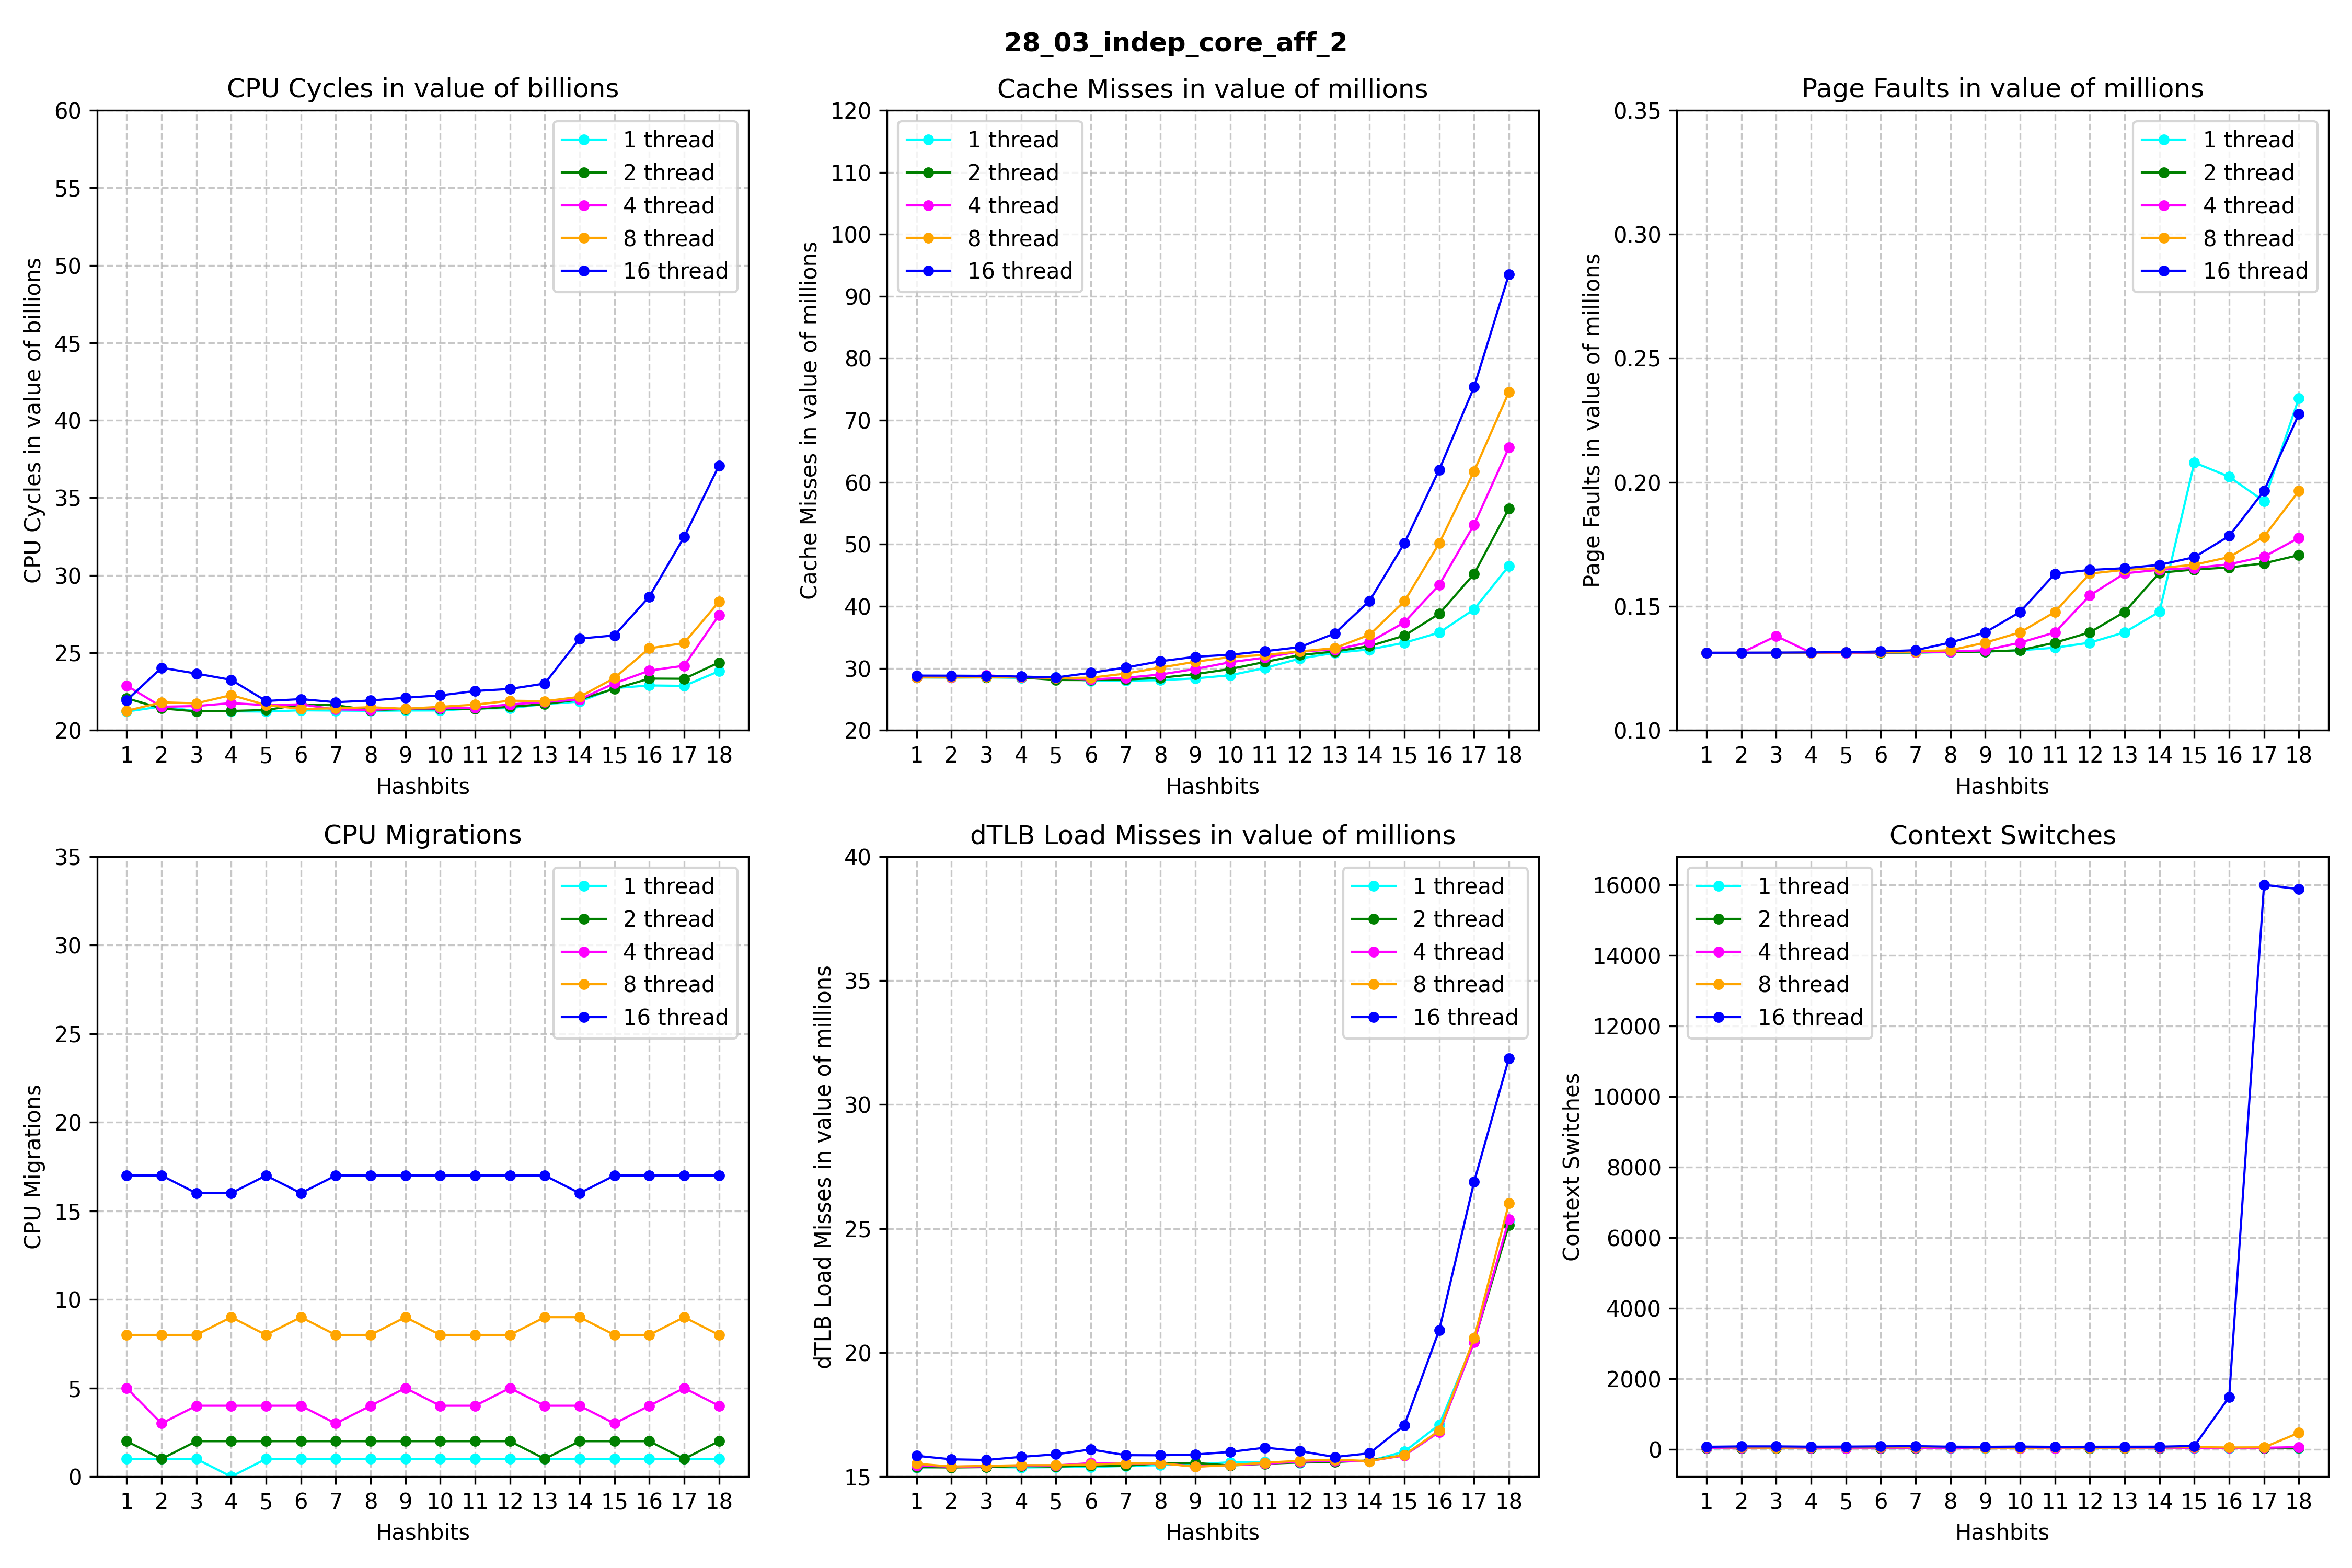 28_03_indep_core_aff_2
CPU Cycles in value of billions
CPU Cycles in value of billions
60
55
50
45
40
35
30
25
20
1 2 3 4 5 6 7 8 9 10 11 12 13 14 15 16 17 18
Hashbits
1 thread
2 thread
4 thread
8 thread
16 thread
Cache Misses in value of millions
Cache Misses in value of millions
120
110
100
90
80
70
60
50
40
30
20
1 2 3 4 5 6 7 8 9 10 11 12 13 14 15 16 17 18
Hashbits
1 thread
2 thread
4 thread
8 thread
16 thread
Page Faults in value of millions
Page Faults in value of millions
0.35
0.30
0.25
0.20
0.15
0.10
1 2 3 4 5 6 7 8 9 10 11 12 13 14 15 16 17 18
Hashbits
1 thread
2 thread
4 thread
8 thread
16 thread
CPU Migrations
CPU Migrations
35
30
25
20
15
10
5
0
1 2 3 4 5 6 7 8 9 10 11 12 13 14 15 16 17 18
Hashbits
1 thread
2 thread
4 thread
8 thread
16 thread
dTLB Load Misses in value of millions
dTLB Load Misses in value of millions
40
35
30
25
20
15
1 2 3 4 5 6 7 8 9 10 11 12 13 14 15 16 17 18
Hashbits
1 thread
2 thread
4 thread
8 thread
16 thread
Context Switches
Context Switches
16000
14000
12000
10000
8000
6000
4000
2000
0
1 2 3 4 5 6 7 8 9 10 11 12 13 14 15 16 17 18
Hashbits
1 thread
2 thread
4 thread
8 thread
16 thread